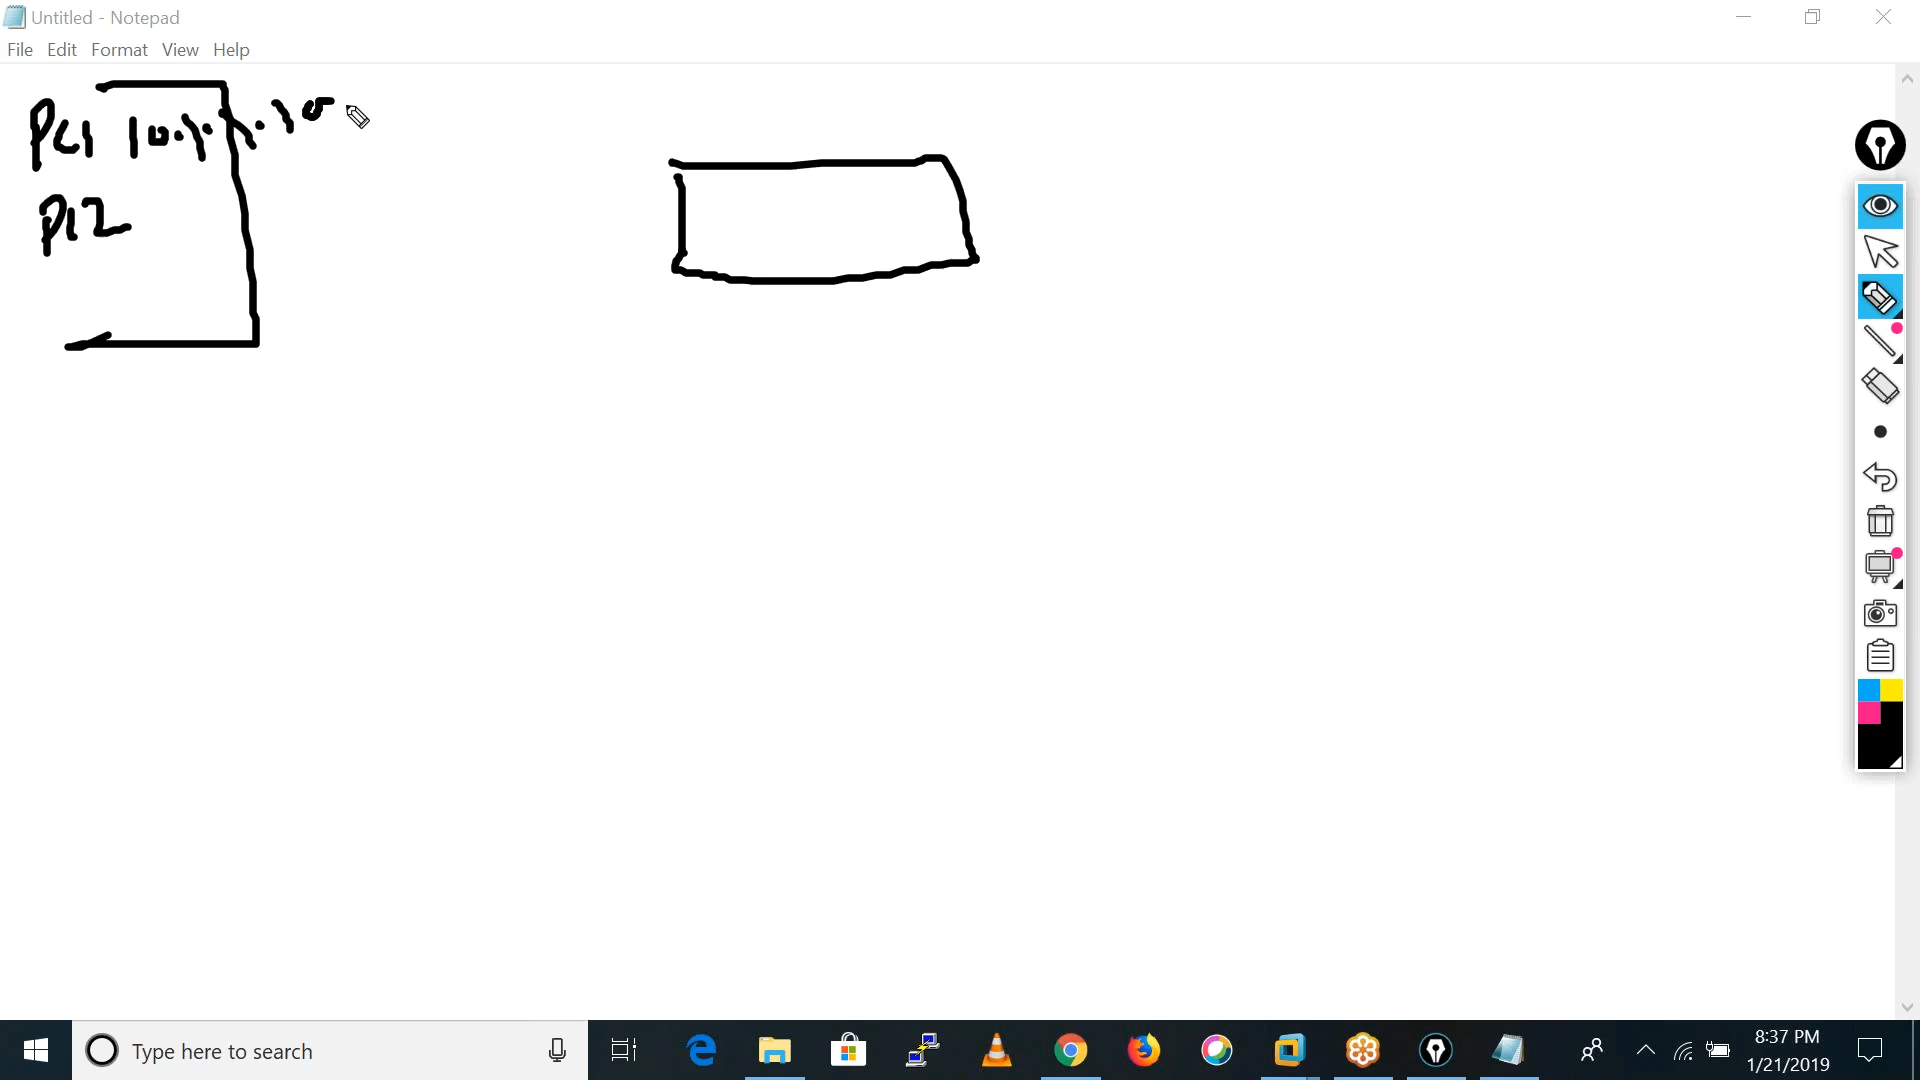 Untitled - Notepad
File Edit Format View Help
PC1 10.1.1.10
PC2
Type here to search
8:37 PM
1/21/2019